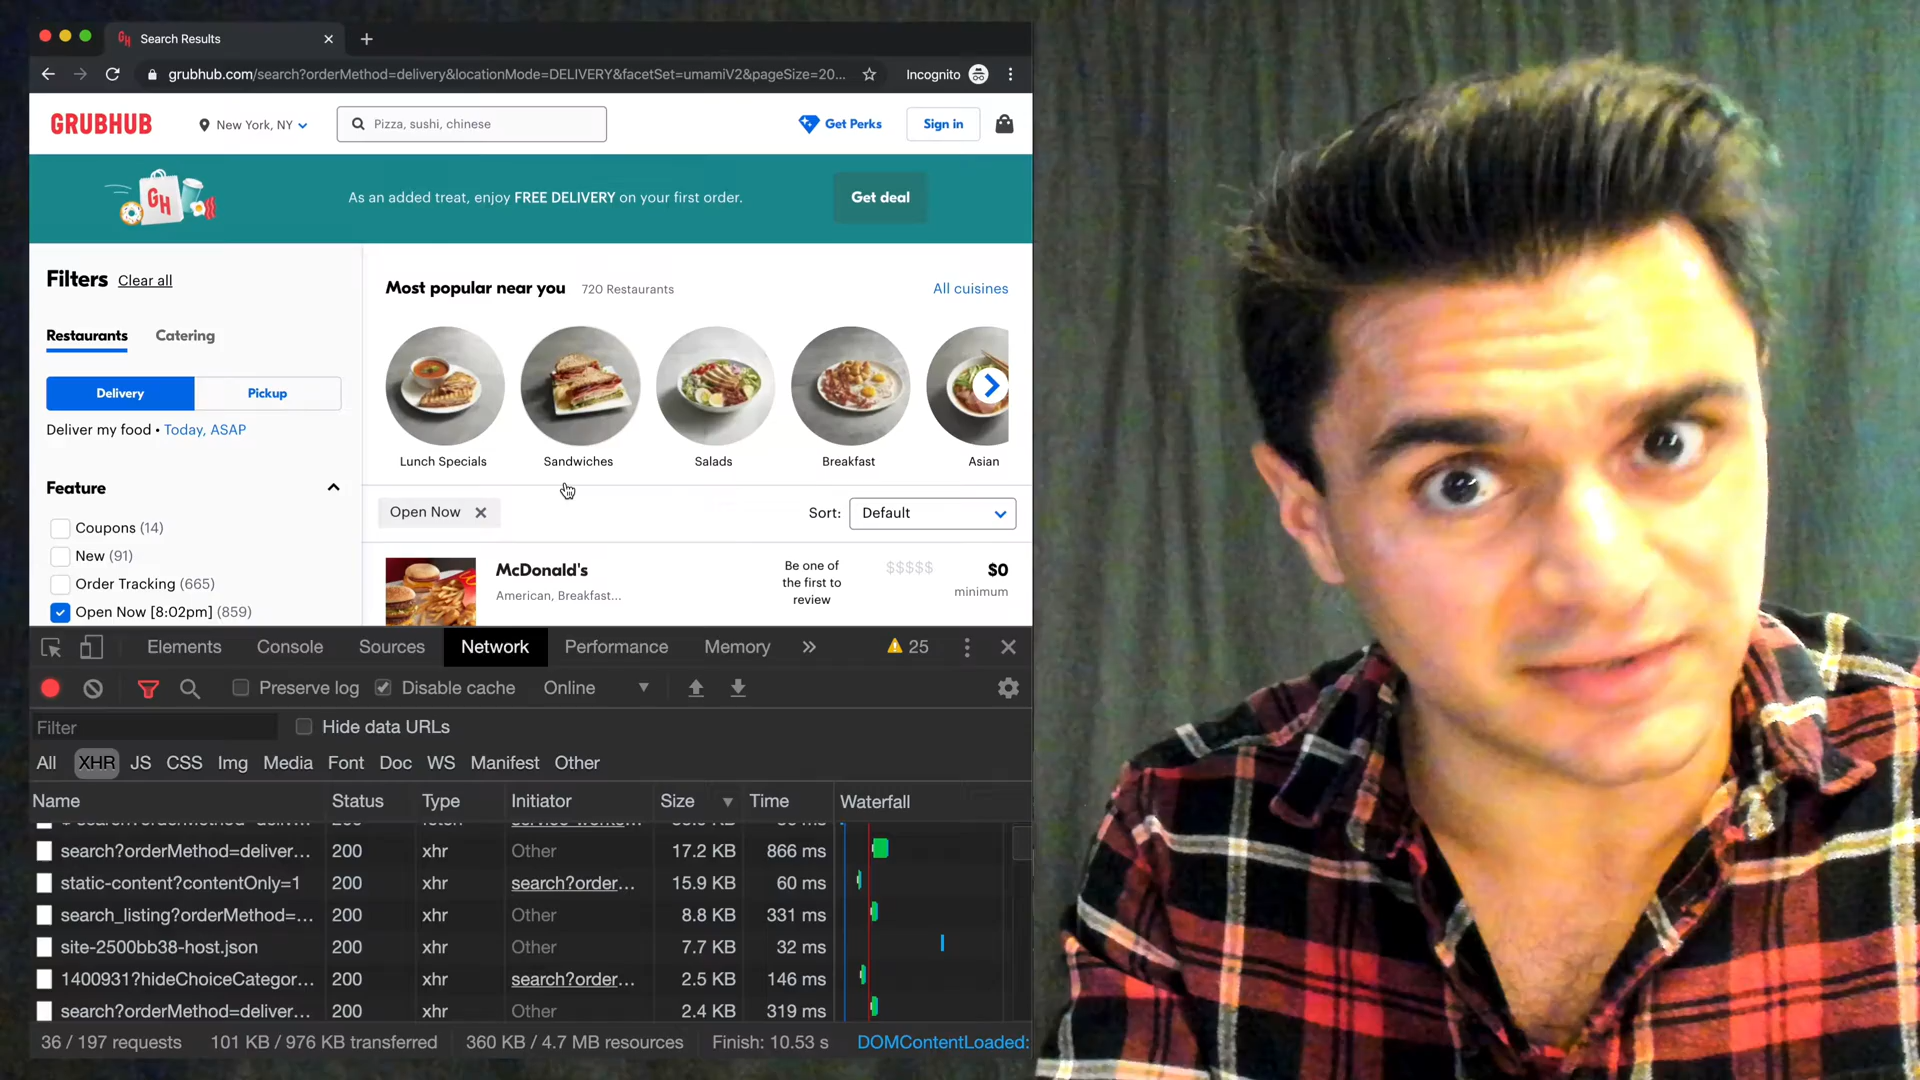 Search Results
grubhub.com/search?orderMethod=delivery&locationMode=DELIVERY&facetSet=umamiV2&pageSize=20...
Incognito
GRUBHUB
New York, NY
Pizza, sushi, chinese
Get Perks
Sign in
GH
As an added treat, enjoy FREE DELIVERY on your first order.
Get deal
Filters Clear all
Restaurants Catering
Delivery Pickup
Deliver my food • Today, ASAP
Feature
Coupons (14)
New (91)
Order Tracking (665)
Open Now [8:02pm] (859)
Most popular near you 720 Restaurants All cuisines
Lunch Specials Sandwiches Salads Breakfast Asian
Open Now
Sort: Default
McDonald's
American, Breakfast...
Be one of
the first to
review
$$$$$
$0
minimum
Elements Console Sources Network Performance Memory » 25
Preserve log Disable cache Online
Filter Hide data URLs
All XHR JS CSS Img Media Font Doc WS Manifest Other
Name Status Type Initiator Size Time Waterfall
search?orderMethod=deliver... 200 xhr Other 17.2 KB 866 ms
static-content?contentOnly=1 200 xhr search?order... 15.9 KB 60 ms
search_listing?orderMethod=... 200 xhr Other 8.8 KB 331 ms
site-2500bb38-host.json 200 xhr Other 7.7 KB 32 ms
1400931?hideChoiceCategor... 200 xhr search?order... 2.5 KB 146 ms
search?orderMethod=deliver... 200 xhr Other 2.4 KB 319 ms
36 / 197 requests 101 KB / 976 KB transferred 360 KB / 4.7 MB resources Finish: 10.53 s DOMContentLoaded: